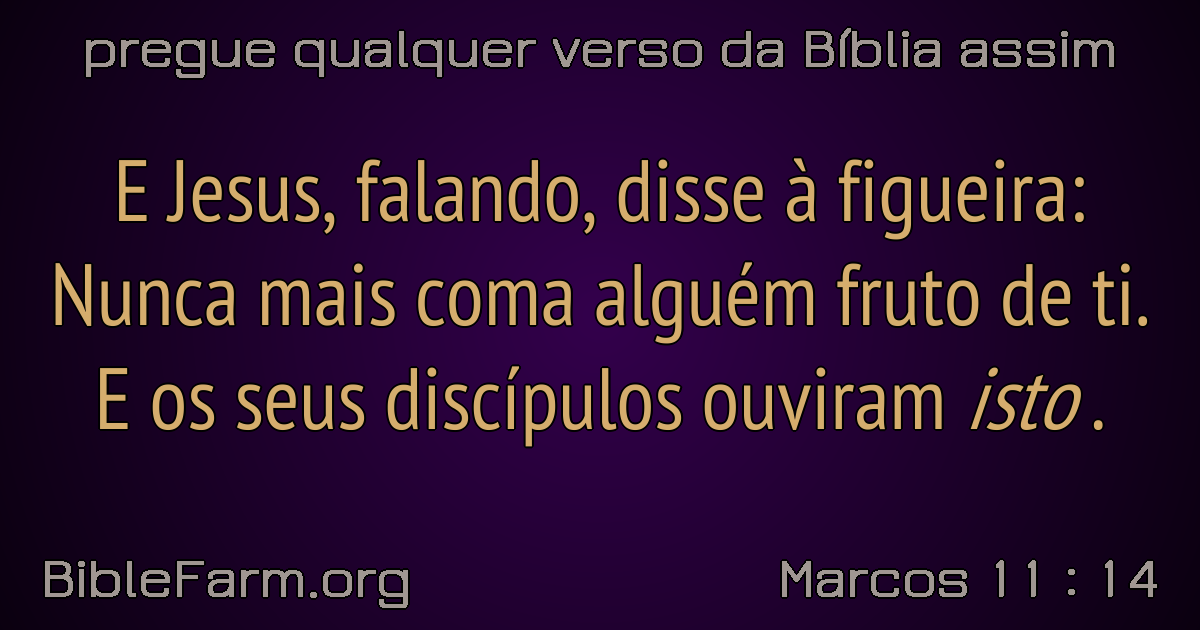 pregue qualquer verso da Bíblia assim
E Jesus, falando, disse à figueira:
Nunca mais coma alguém fruto de ti.
E os seus discípulos ouviram isto .
BibleFarm.org
Marcos 11 : 14